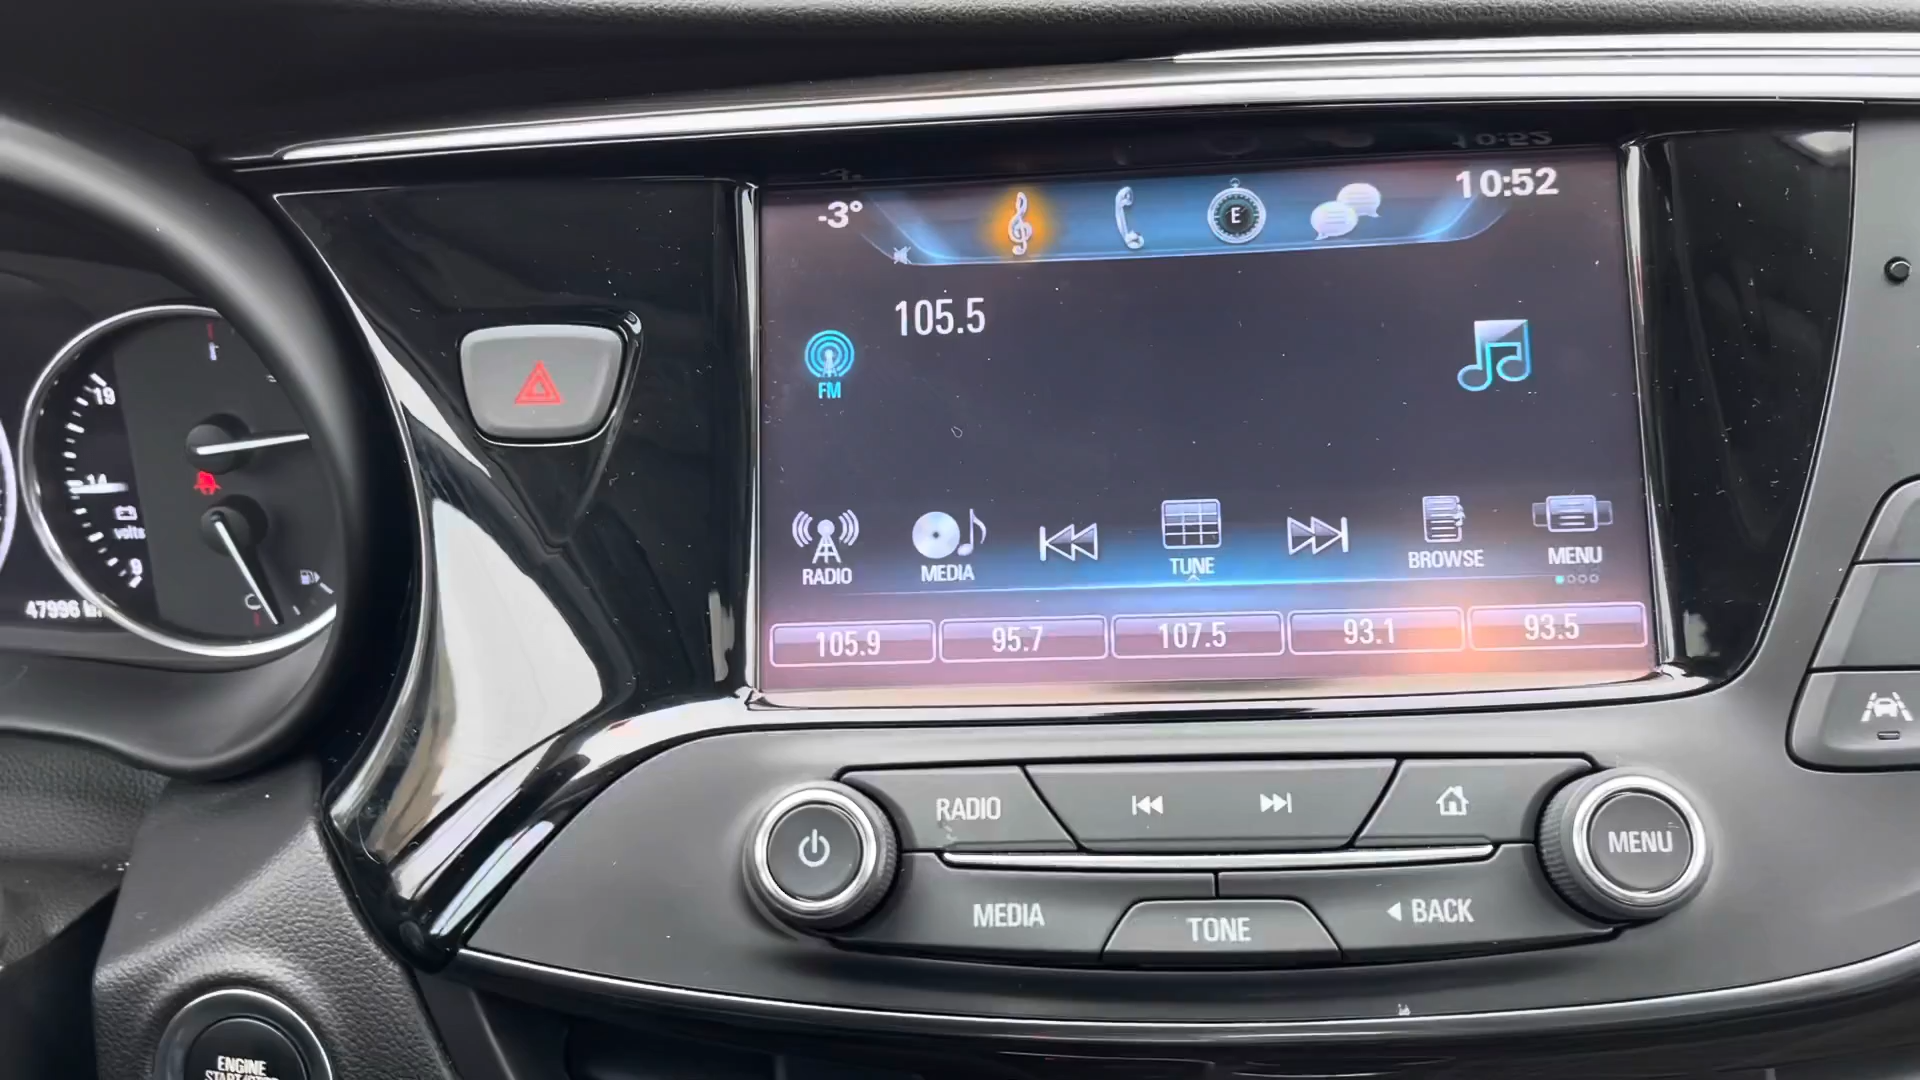 10:52
-3°
E
105.5
FM
RADIO
MEDIA
TUNE
BROWSE
MENU
105.9
95.7
107.5
93.1
93.5
19
14
volts
9
C
47996
RADIO
MENU
MEDIA
TONE
BACK
ENGINE